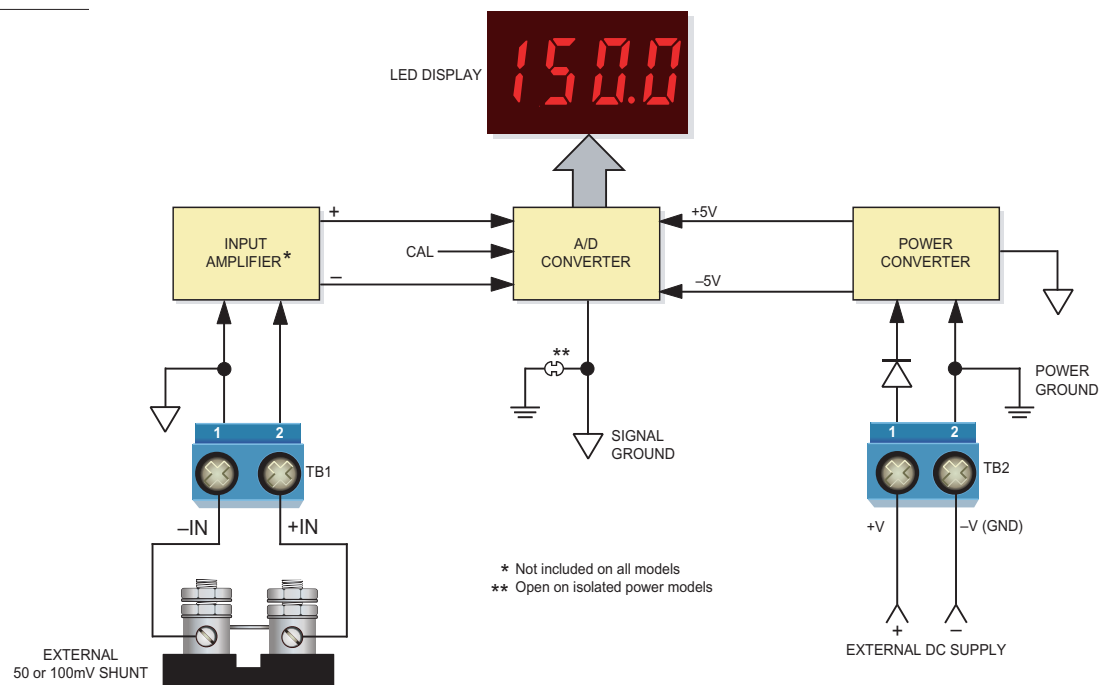 LED DISPLAY
150.0
INPUT
AMPLIFIER*
+
–
CAL
A/D
CONVERTER
+5V
–5V
POWER
CONVERTER
**
SIGNAL
GROUND
POWER
GROUND
1 2
TB1
–IN
+IN
1 2
TB2
+V
–V (GND)
* Not included on all models
** Open on isolated power models
+ –
EXTERNAL DC SUPPLY
EXTERNAL
50 or 100mV SHUNT